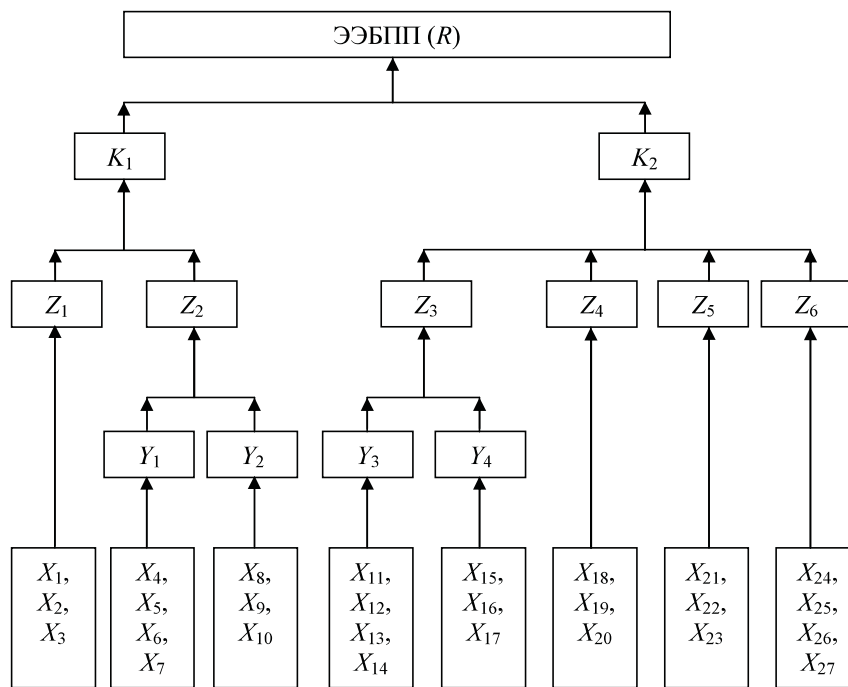 ЭЭБПП (R)
K₁ K₂
Z₁ Z₂ Z₃ Z₄ Z₅ Z₆
Y₁ Y₂ Y₃ Y₄
X₁,
X₂,
X₃
X₄,
X₅,
X₆,
X₇
X₈,
X₉,
X₁₀
X₁₁,
X₁₂,
X₁₃,
X₁₄
X₁₅,
X₁₆,
X₁₇
X₁₈,
X₁₉,
X₂₀
X₂₁,
X₂₂,
X₂₃
X₂₄,
X₂₅,
X₂₆,
X₂₇